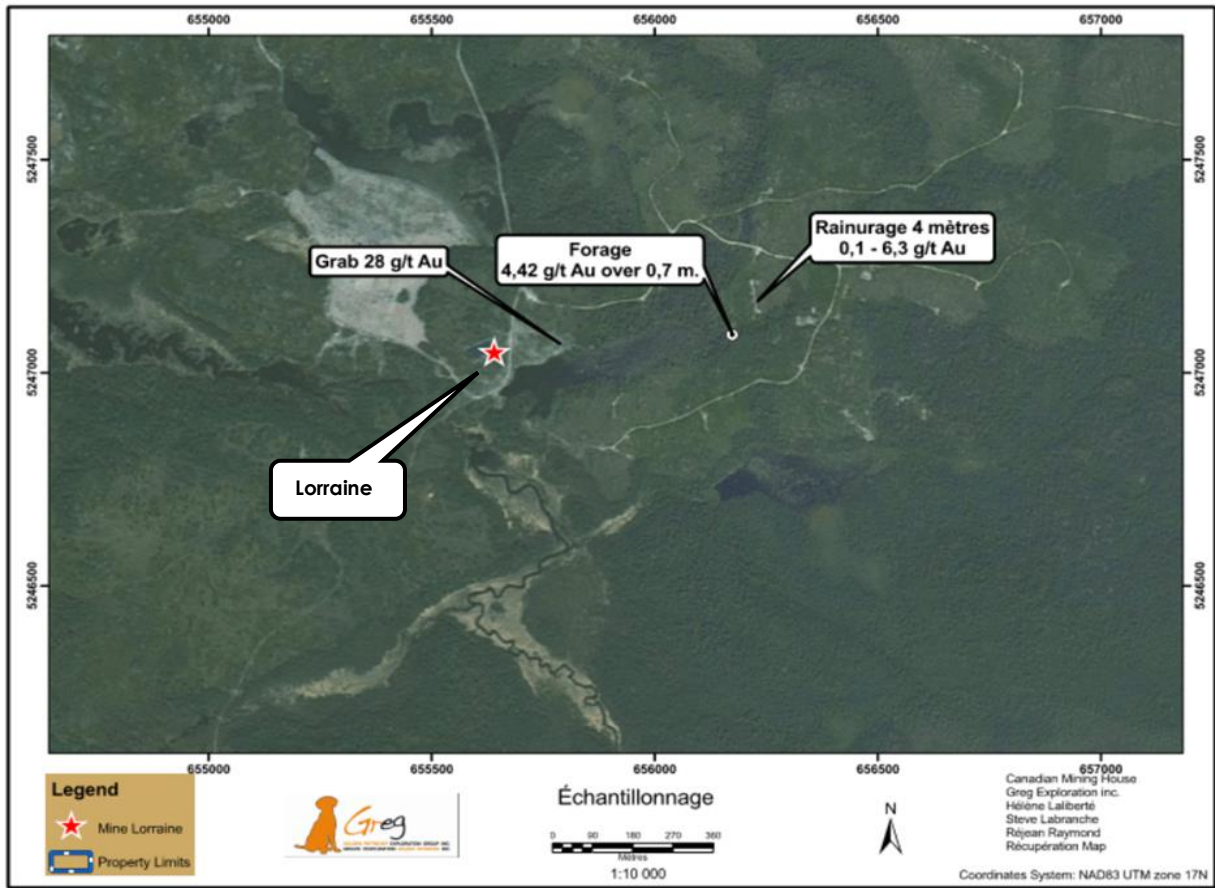 655000 655500 656000 656500 657000
5247500 5247500
Rainurage 4 mètres
0,1 - 6,3 g/t Au
Forage
4,42 g/t Au over 0,7 m.
Grab 28 g/t Au
5247000 5247000
Lorraine
5246500 5246500
655000 655500 656000 656500 657000
Legend
Mine Lorraine
Property Limits
Greg
Échantillonnage
0 90 180 270 360
Mètres
1:10 000
N
Canadian Mining House
Greg Exploration inc.
Hélène Laliberté
Steve Labranche
Réjean Raymond
Récupération Map
Coordinates System: NAD83 UTM zone 17N